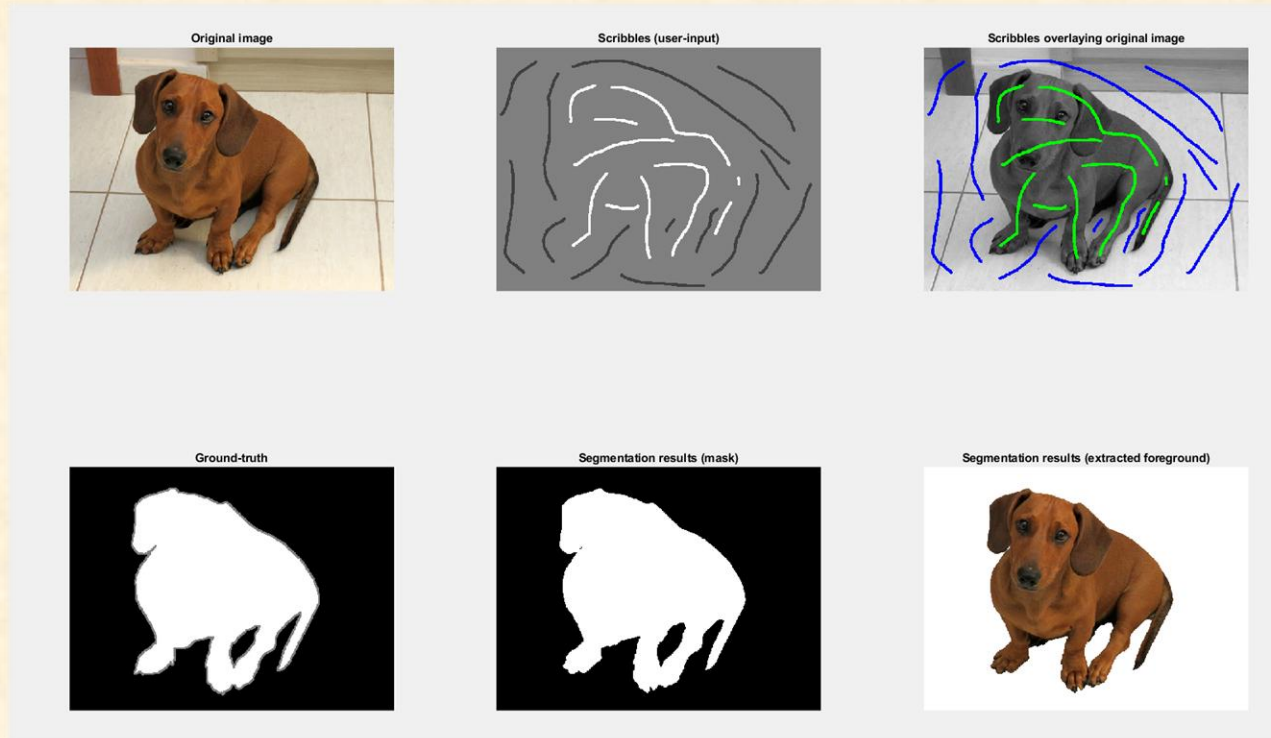 Original image
Scribbles (user-input)
Scribbles overlaying original image
Ground-truth
Segmentation results (mask)
Segmentation results (extracted foreground)